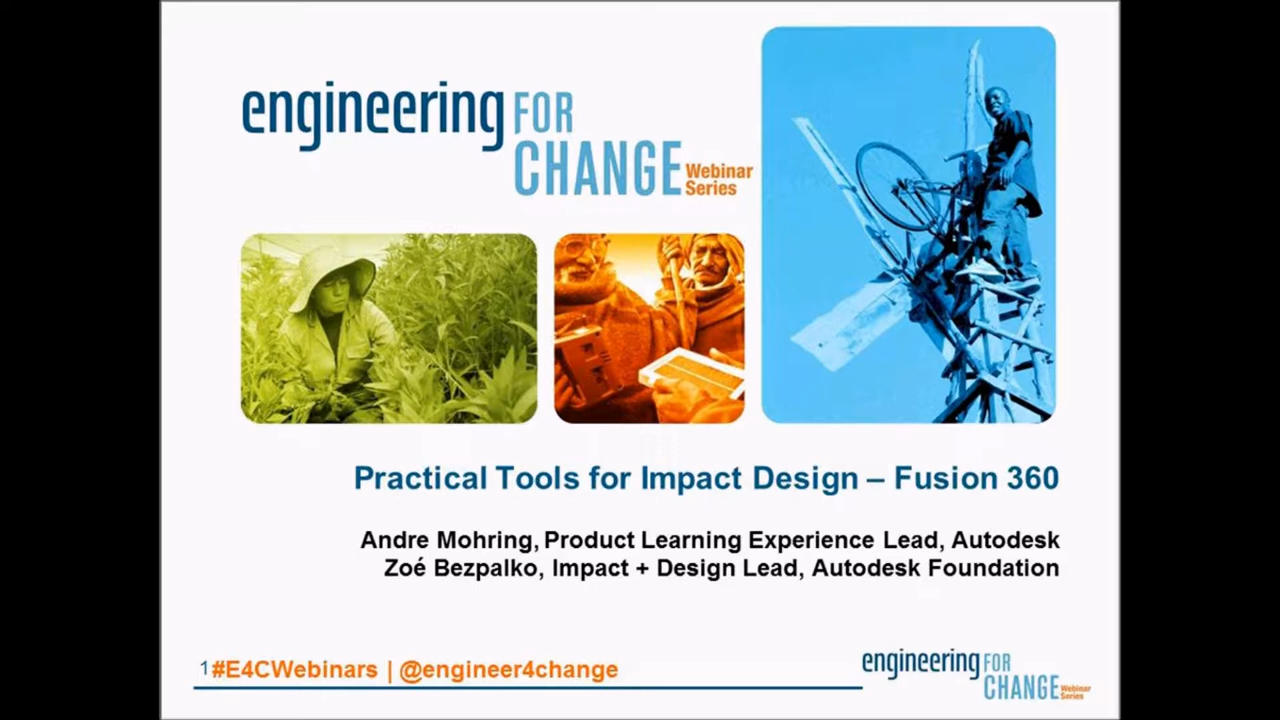 engineering FOR
CHANGE Webinar
Series
Practical Tools for Impact Design – Fusion 360
Andre Mohring, Product Learning Experience Lead, Autodesk
Zoé Bezpalko, Impact + Design Lead, Autodesk Foundation
1 #E4CWebinars | @engineer4change
engineering FOR
CHANGE Webinar
Series